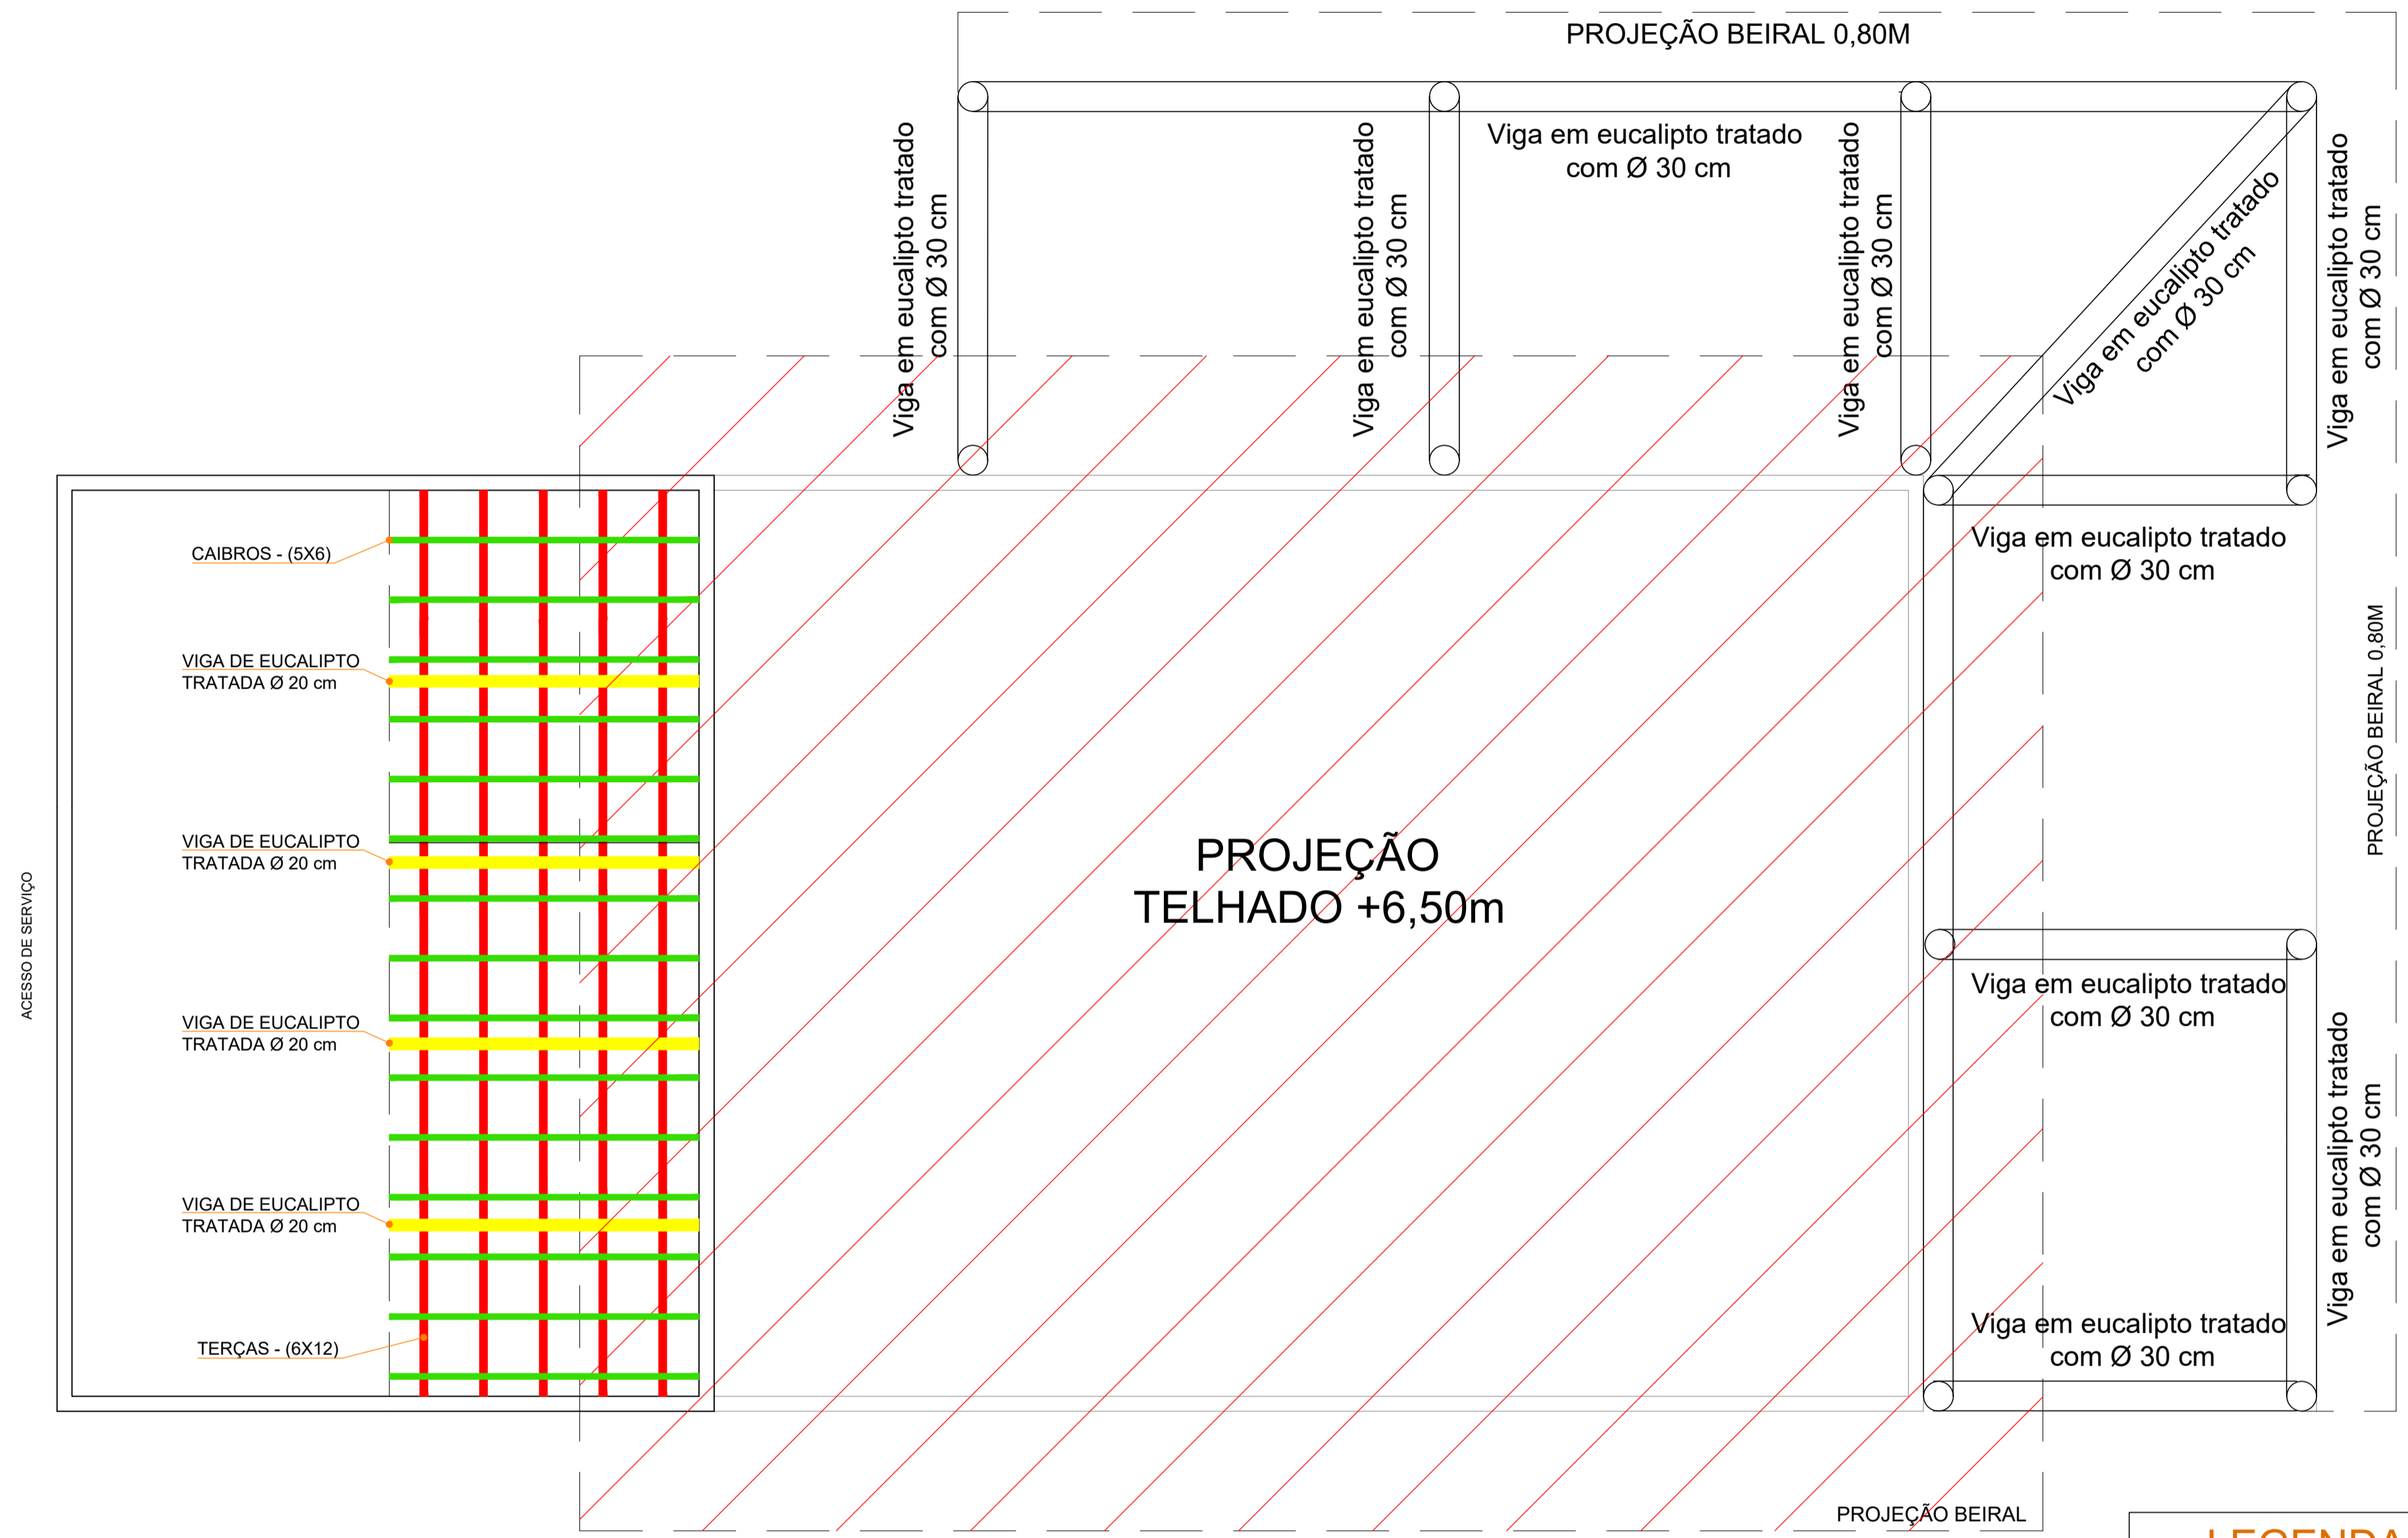 PROJEÇÃO BEIRAL 0,80M
Viga em eucalipto tratado
com Ø 30 cm
Viga em eucalipto tratado
com Ø 30 cm
Viga em eucalipto tratado
com Ø 30 cm
Viga em eucalipto tratado
com Ø 30 cm
Viga em eucalipto tratado
com Ø 30 cm
Viga em eucalipto tratado
com Ø 30 cm
CAIBROS - (5X6)
Viga em eucalipto tratado
com Ø 30 cm
VIGA DE EUCALIPTO
TRATADA Ø 20 cm
PROJEÇÃO BEIRAL 0,80M
VIGA DE EUCALIPTO
TRATADA Ø 20 cm
PROJEÇÃO
TELHADO +6,50m
ACESSO DE SERVIÇO
Viga em eucalipto tratado
com Ø 30 cm
VIGA DE EUCALIPTO
TRATADA Ø 20 cm
Viga em eucalipto tratado
com Ø 30 cm
VIGA DE EUCALIPTO
TRATADA Ø 20 cm
Viga em eucalipto tratado
com Ø 30 cm
TERÇAS - (6X12)
PROJEÇÃO BEIRAL
LEGENDA